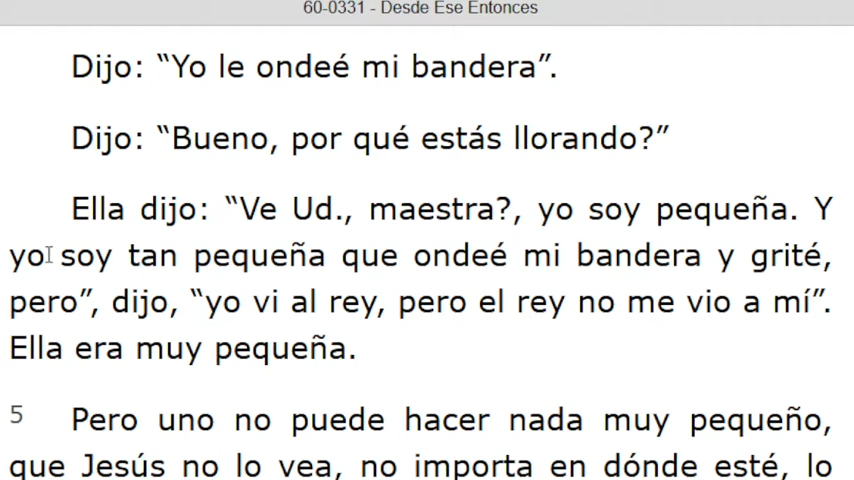 60-0331 - Desde Ese Entonces
Dijo: “Yo le ondeé mi bandera”.
Dijo: “Bueno, por qué estás llorando?”
Ella dijo: “Ve Ud., maestra?, yo soy pequeña. Y
yo soy tan pequeña que ondeé mi bandera y grité,
pero”, dijo, “yo vi al rey, pero el rey no me vio a mí”.
Ella era muy pequeña.
5 Pero uno no puede hacer nada muy pequeño,
que Jesús no lo vea, no importa en dónde esté, lo